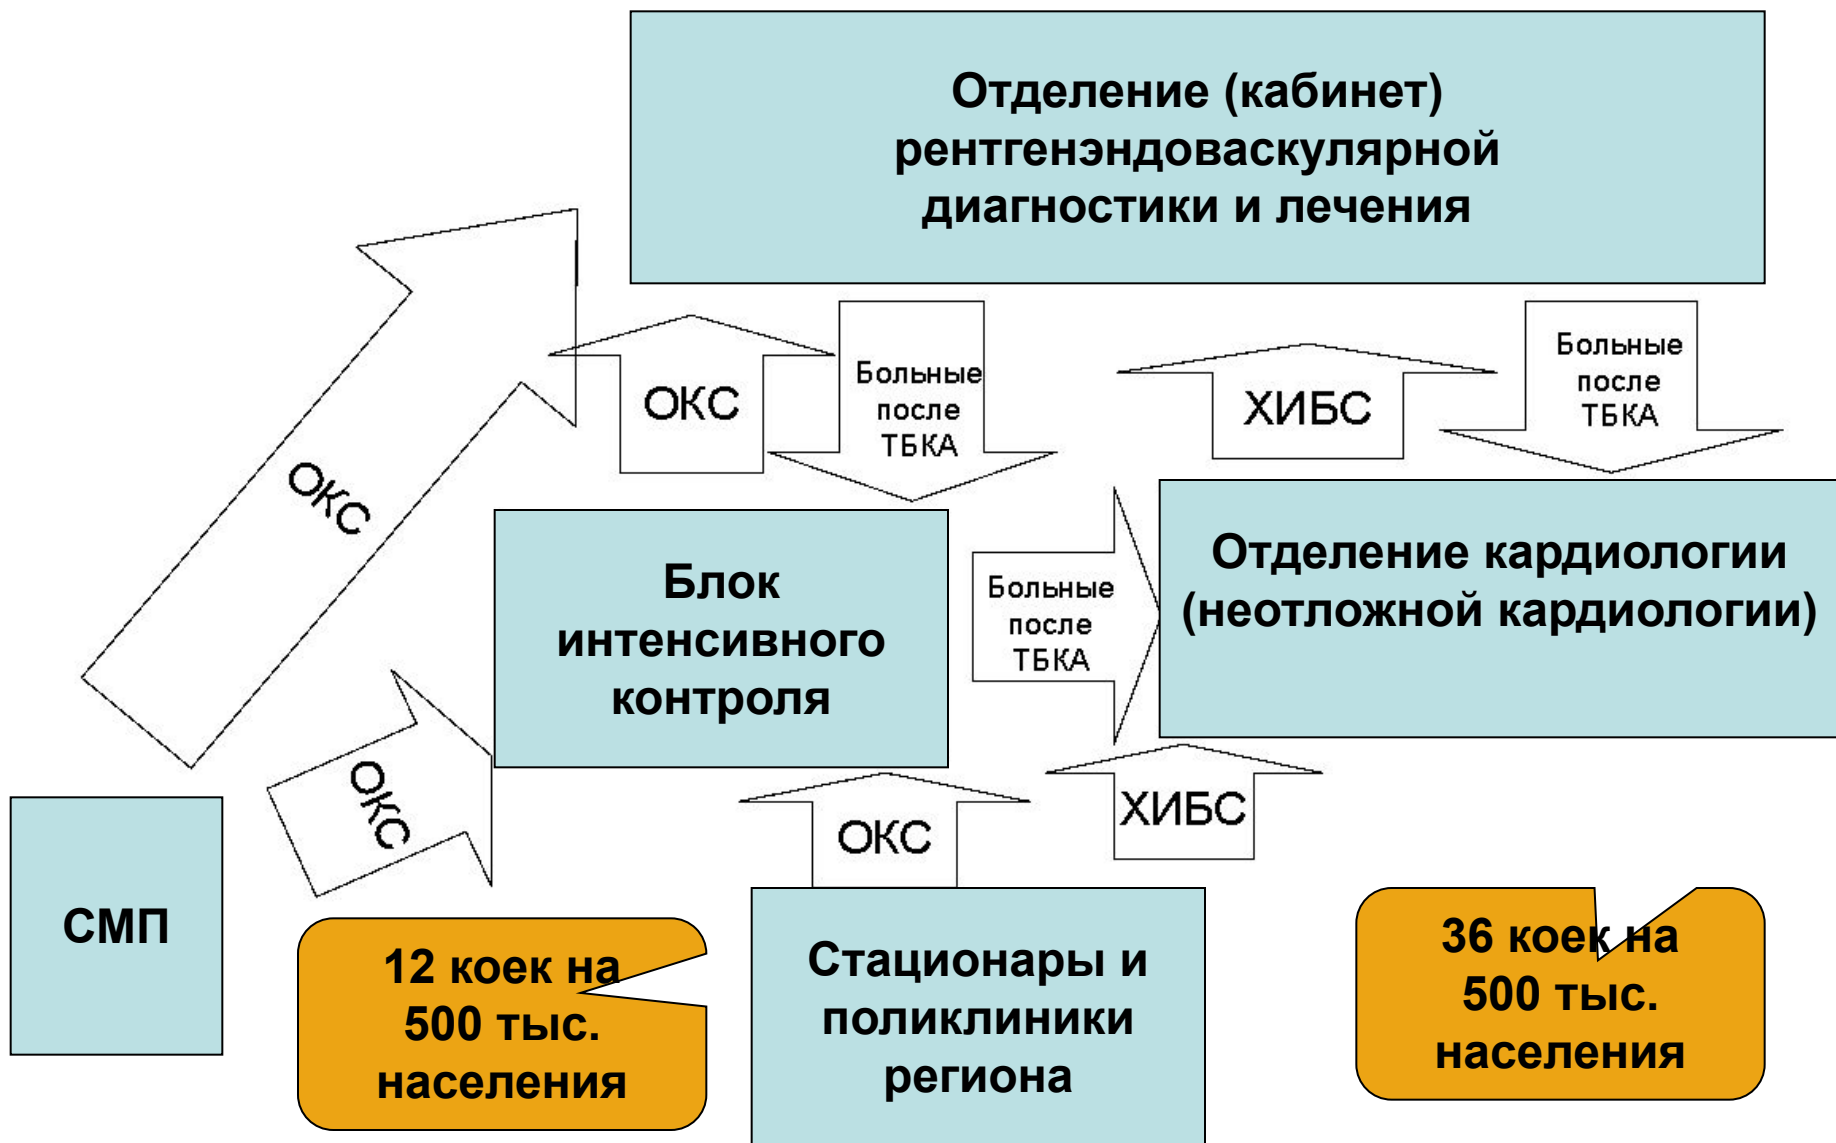 Отделение (кабинет)
рентгенэндоваскулярной
диагностики и лечения
ОКС
ОКС
Больные
после
ТБКА
ХИБС
Больные
после
ТБКА
Блок
интенсивного
контроля
Больные
после
ТБКА
Отделение кардиологии
(неотложной кардиологии)
ОКС
ОКС
ХИБС
СМП
12 коек на
500 тыс.
населения
Стационары и
поликлиники
региона
36 коек на
500 тыс.
населения